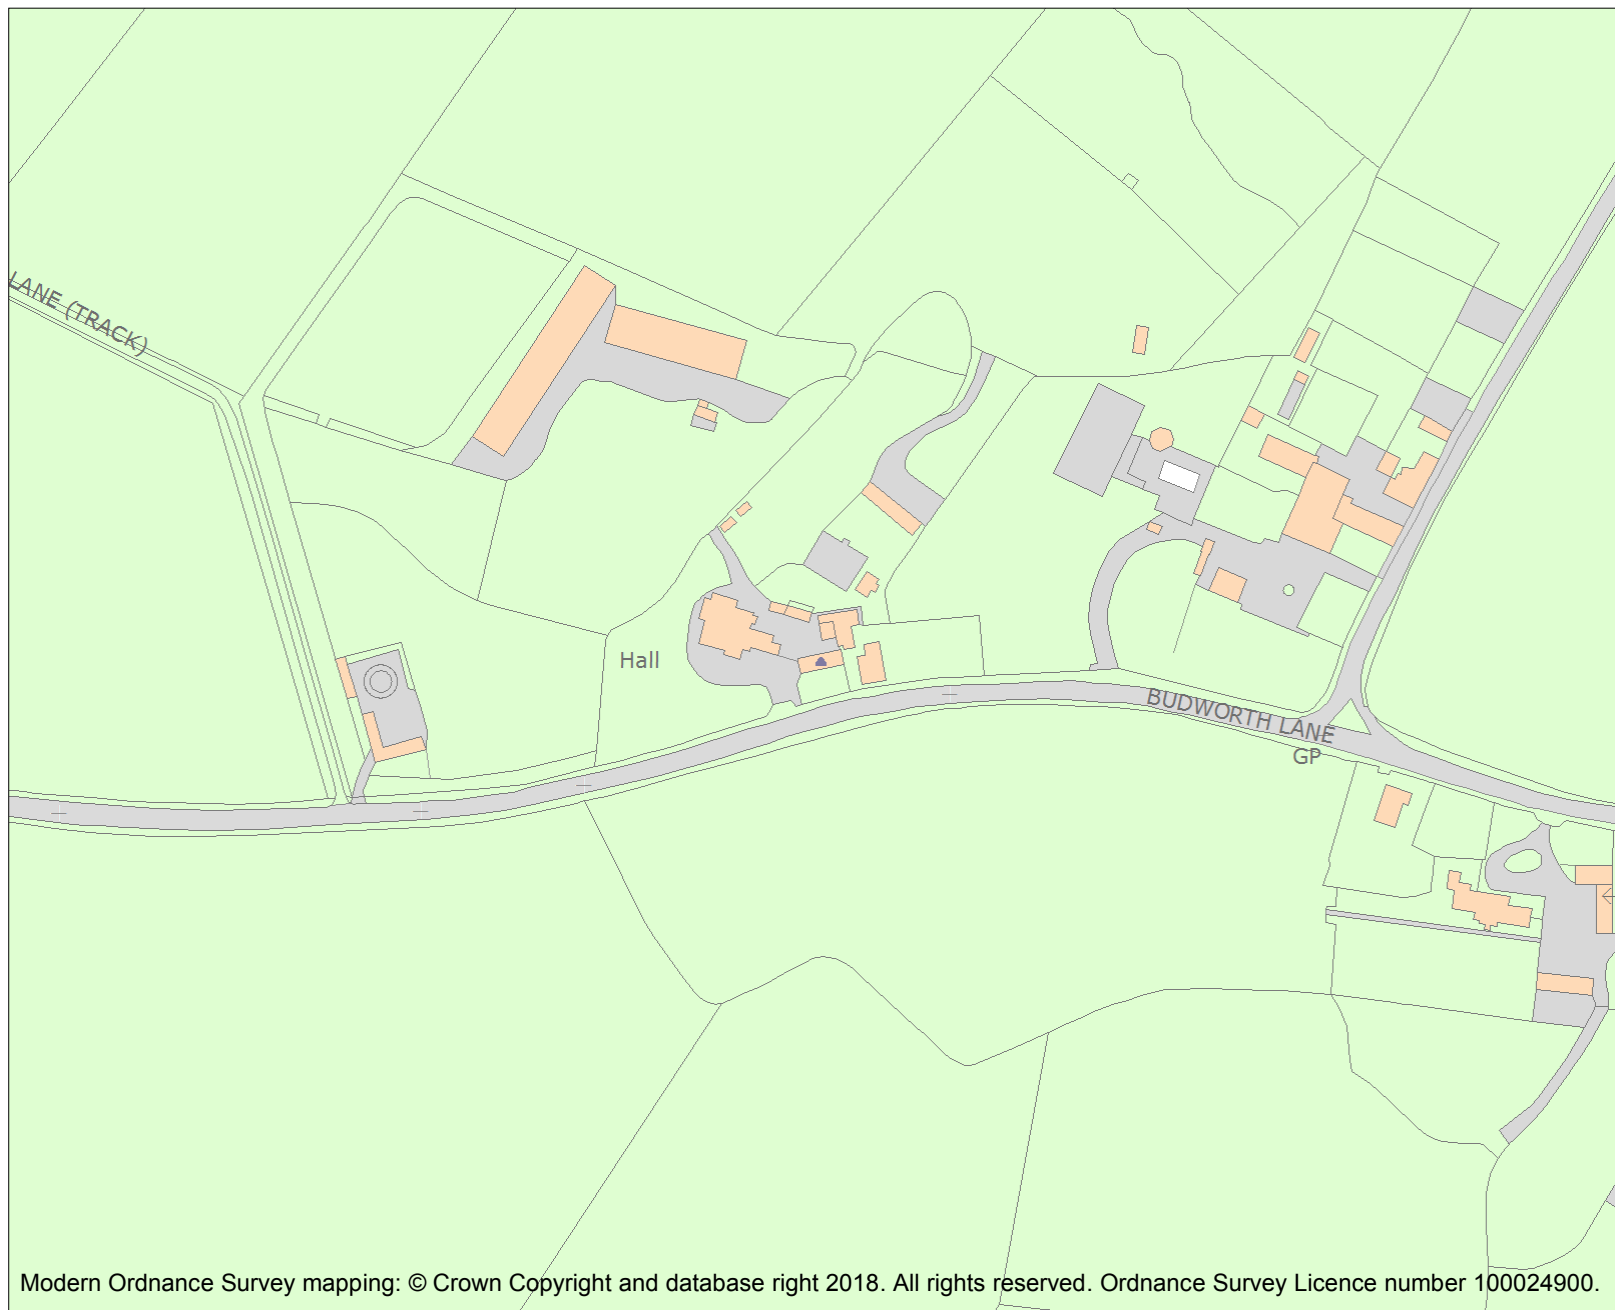 LANE (TRACK)
Hall
BUDWORTH LANE
GP
Modern Ordnance Survey mapping: © Crown Copyright and database right 2018. All rights reserved. Ordnance Survey Licence number 100024900.